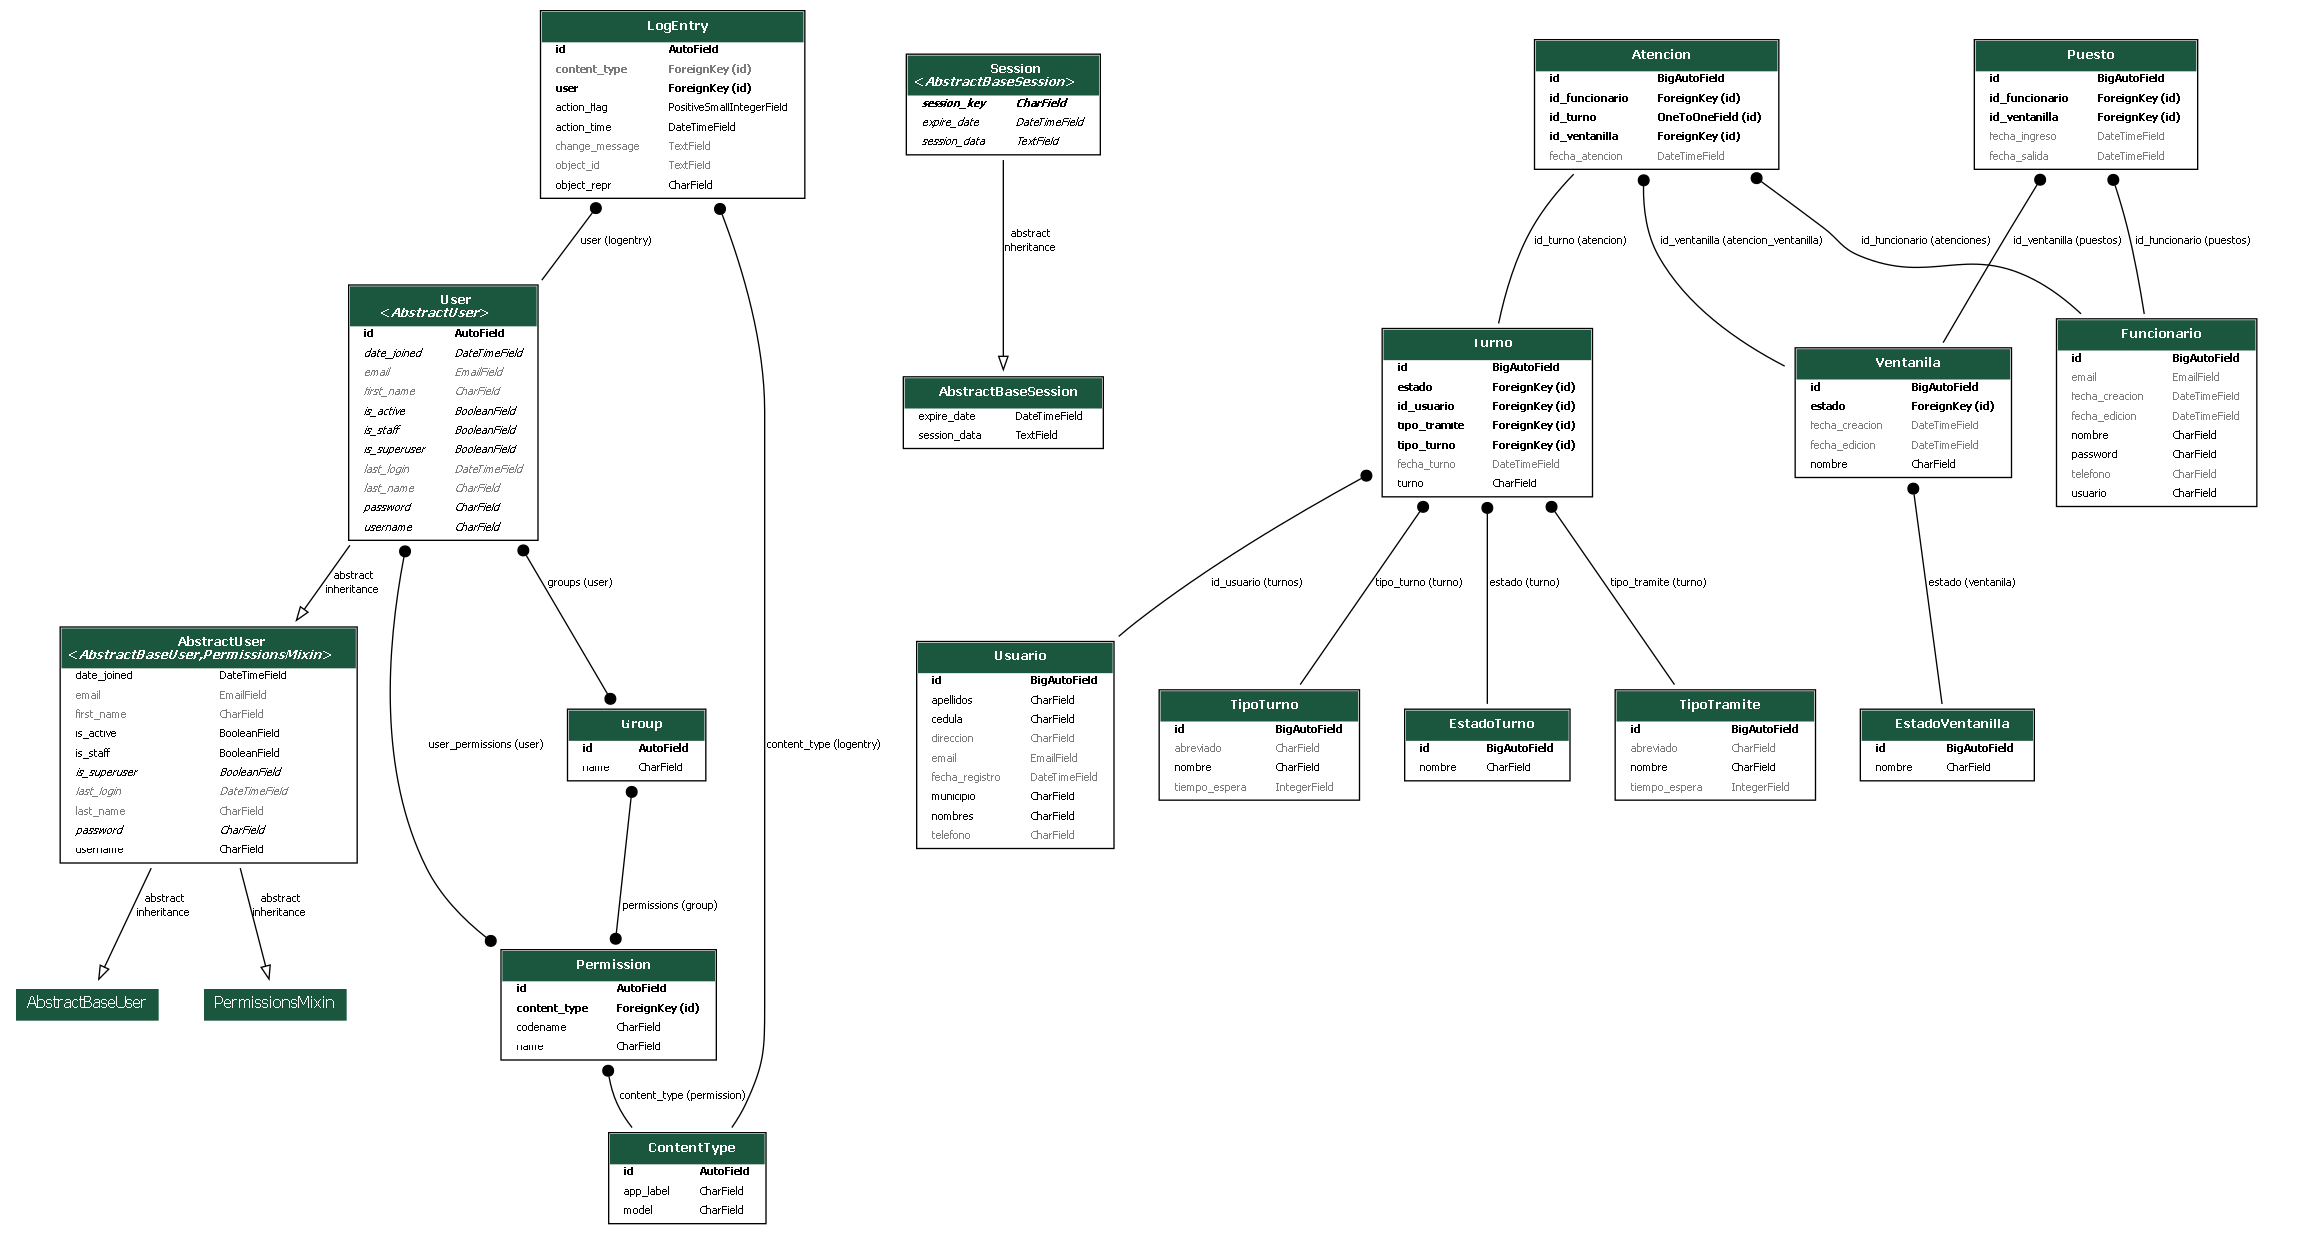 LogEntry
id AutoField
content_type ForeignKey (id)
user ForeignKey (id)
action_flag PositiveSmallIntegerField
action_time DateTimeField
change_message TextField
object_id TextField
object_repr CharField
Session
<AbstractBaseSession>
session_key CharField
expire_date DateTimeField
session_data TextField
Atencion
id BigAutoField
id_funcionario ForeignKey (id)
id_turno OneToOneField (id)
id_ventanilla ForeignKey (id)
fecha_atencion DateTimeField
Puesto
id BigAutoField
id_funcionario ForeignKey (id)
id_ventanilla ForeignKey (id)
fecha_ingreso DateTimeField
fecha_salida DateTimeField
user (logentry)
abstract
inheritance
id_turno (atencion)
id_ventanilla (atencion_ventanilla)
id_funcionario (atenciones)
id_ventanilla (puestos)
id_funcionario (puestos)
User
<AbstractUser>
id AutoField
date_joined DateTimeField
email EmailField
first_name CharField
is_active BooleanField
is_staff BooleanField
is_superuser BooleanField
last_login DateTimeField
last_name CharField
password CharField
username CharField
AbstractBaseSession
expire_date DateTimeField
session_data TextField
Turno
id BigAutoField
estado ForeignKey (id)
id_usuario ForeignKey (id)
tipo_tramite ForeignKey (id)
tipo_turno ForeignKey (id)
fecha_turno DateTimeField
turno CharField
Ventanila
id BigAutoField
estado ForeignKey (id)
fecha_creacion DateTimeField
fecha_edicion DateTimeField
nombre CharField
Funcionario
id BigAutoField
email EmailField
fecha_creacion DateTimeField
fecha_edicion DateTimeField
nombre CharField
password CharField
telefono CharField
usuario CharField
abstract
inheritance
groups (user)
id_usuario (turnos)
tipo_turno (turno)
estado (turno)
tipo_tramite (turno)
estado (ventanila)
AbstractUser
<AbstractBaseUser,PermissionsMixin>
date_joined DateTimeField
email EmailField
first_name CharField
is_active BooleanField
is_staff BooleanField
is_superuser BooleanField
last_login DateTimeField
last_name CharField
password CharField
username CharField
user_permissions (user)
Group
id AutoField
name CharField
content_type (logentry)
Usuario
id BigAutoField
apellidos CharField
cedula CharField
direccion CharField
email EmailField
fecha_registro DateTimeField
municipio CharField
nombres CharField
telefono CharField
TipoTurno
id BigAutoField
abreviado CharField
nombre CharField
tiempo_espera IntegerField
EstadoTurno
id BigAutoField
nombre CharField
TipoTramite
id BigAutoField
abreviado CharField
nombre CharField
tiempo_espera IntegerField
EstadoVentanilla
id BigAutoField
nombre CharField
abstract
inheritance
abstract
inheritance
permissions (group)
AbstractBaseUser
PermissionsMixin
Permission
id AutoField
content_type ForeignKey (id)
codename CharField
name CharField
content_type (permission)
ContentType
id AutoField
app_label CharField
model CharField